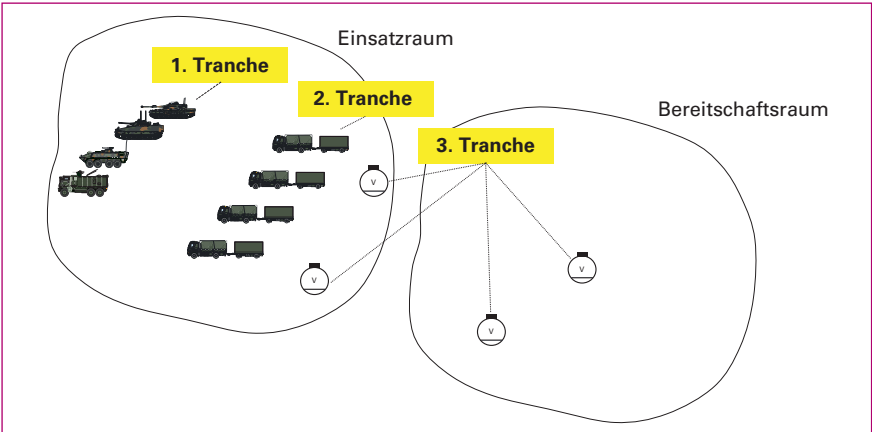 Einsatzraum
1. Tranche
2. Tranche
Bereitschaftsraum
3. Tranche
v
v
v
v